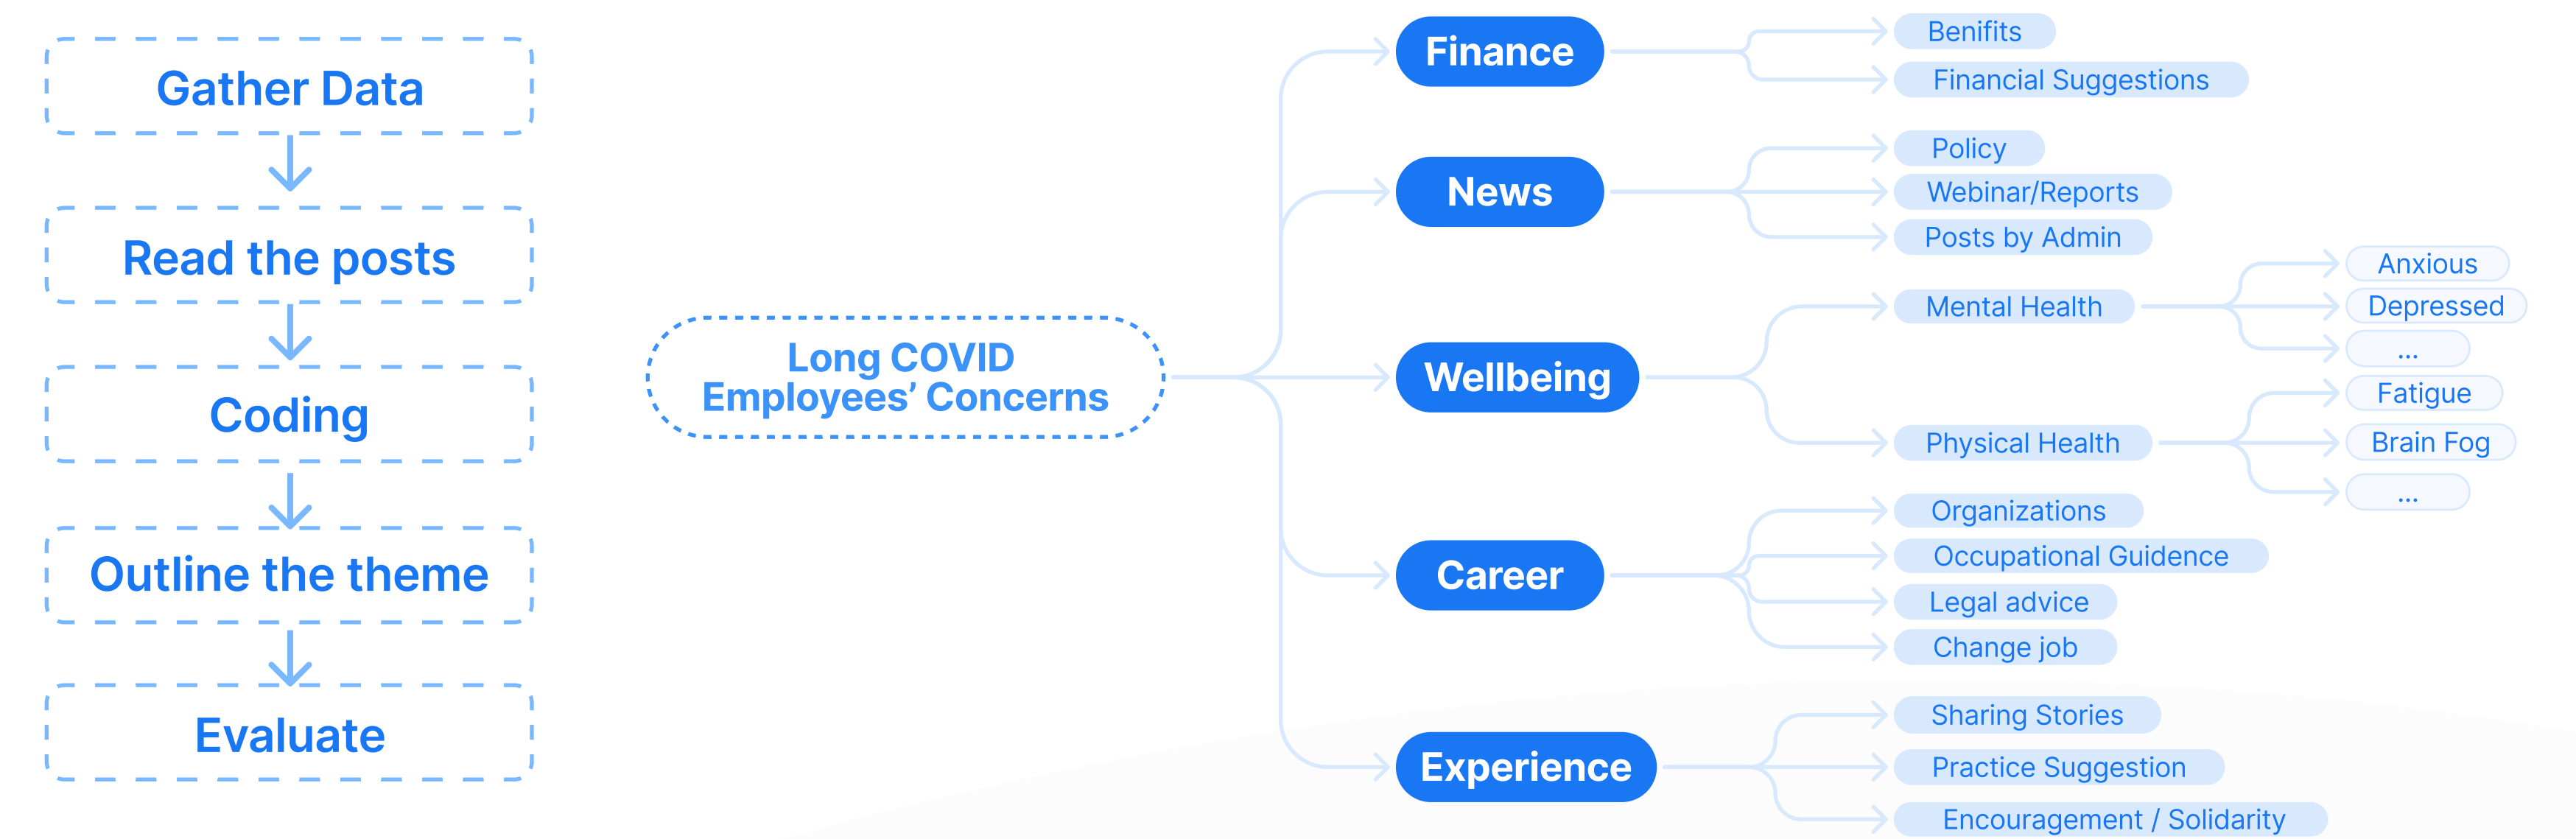 Gather Data
Read the posts
Coding
Outline the theme
Evaluate
Long COVID
Employees’ Concerns
Finance
Benifits
Financial Suggestions
News
Policy
Webinar/Reports
Posts by Admin
Wellbeing
Mental Health
Anxious
Depressed
...
Physical Health
Fatigue
Brain Fog
...
Career
Organizations
Occupational Guidence
Legal advice
Change job
Experience
Sharing Stories
Practice Suggestion
Encouragement / Solidarity